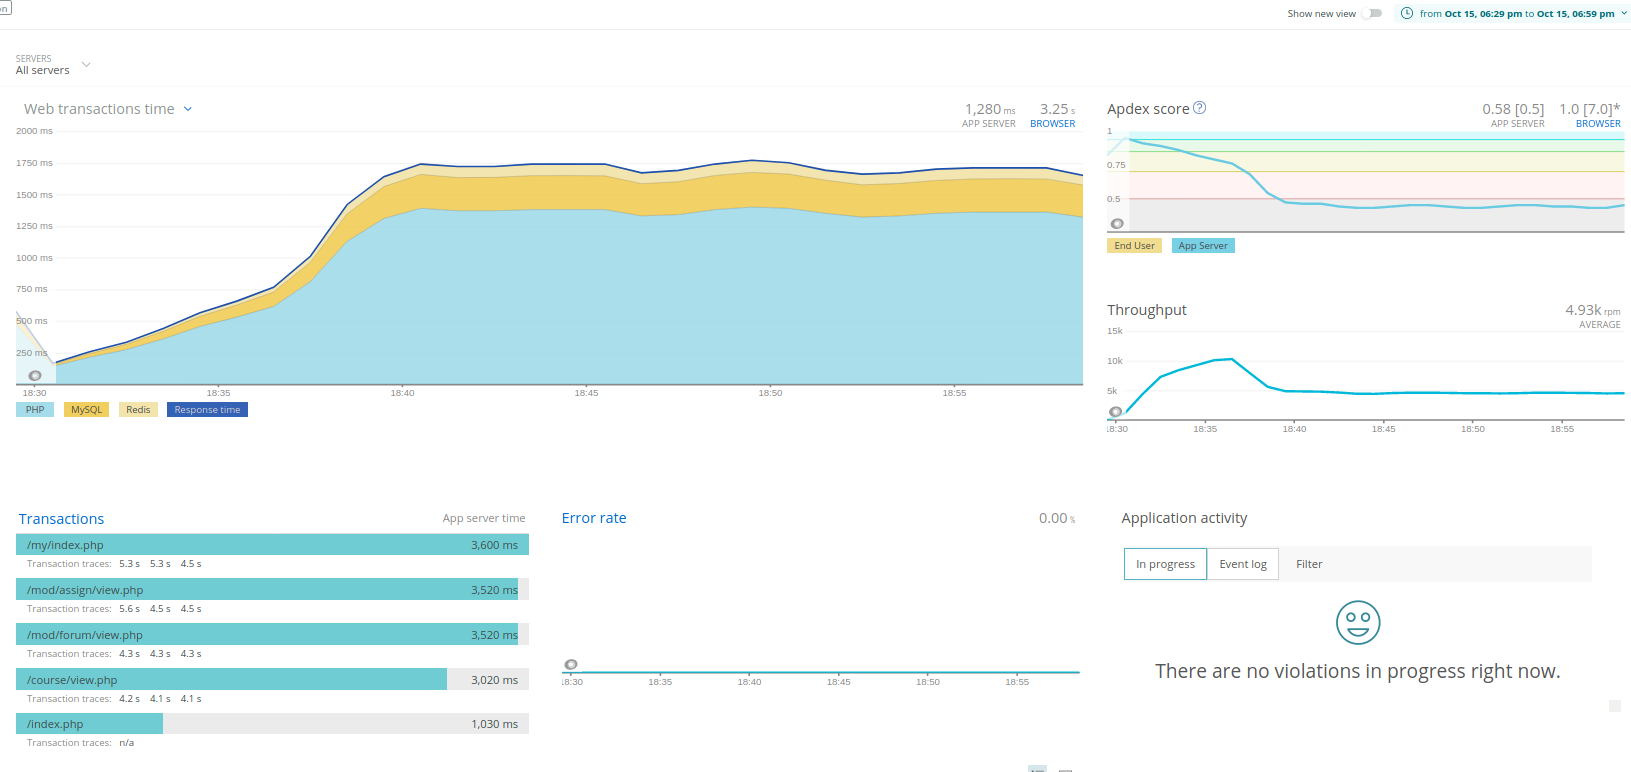 on
Show new view
from Oct 15, 06:29 pm to Oct 15, 06:59 pm
SERVERS
All servers
Web transactions time
1,280 ms
APP SERVER
3.25 s
BROWSER
2000 ms
1750 ms
1500 ms
1250 ms
1000 ms
750 ms
500 ms
250 ms
18:30 18:35 18:40 18:45 18:50 18:55
PHP MySQL Redis Response time
Apdex score ?
0.58 [0.5]
APP SERVER
1.0 [7.0]*
BROWSER
1
0.75
0.5
End User App Server
Throughput
4.93k rpm
AVERAGE
15k
10k
5k
18:30 18:35 18:40 18:45 18:50 18:55
Transactions App server time
/my/index.php 3,600 ms
Transaction traces: 5.3 s 5.3 s 4.5 s
/mod/assign/view.php 3,520 ms
Transaction traces: 5.6 s 4.5 s 4.5 s
/mod/forum/view.php 3,520 ms
Transaction traces: 4.3 s 4.3 s 4.3 s
/course/view.php 3,020 ms
Transaction traces: 4.2 s 4.1 s 4.1 s
/index.php 1,030 ms
Transaction traces: n/a
Error rate 0.00 %
18:30 18:35 18:40 18:45 18:50 18:55
Application activity
In progress Event log Filter
There are no violations in progress right now.